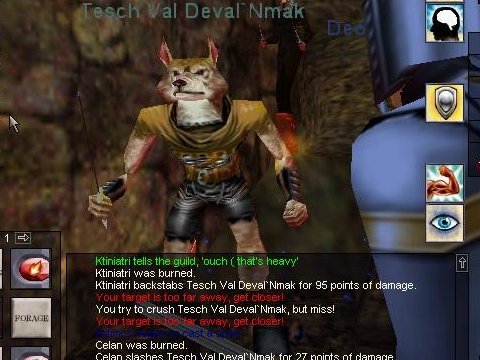 Tesch Val Deval`Nmak
Ded
1
FORAGE
Ktiniatri tells the guild, 'ouch ( that's heavy'
Ktiniatri was burned.
Ktiniatri backstabs Tesch Val Deval`Nmak for 95 points of damage.
Your target is too far away, get closer!
You try to crush Tesch Val Deval`Nmak, but miss!
Your target is too far away, get closer!
Celan was burned.
Celan slashes Tesch Val Deval`Nmak for 27 points of damage.